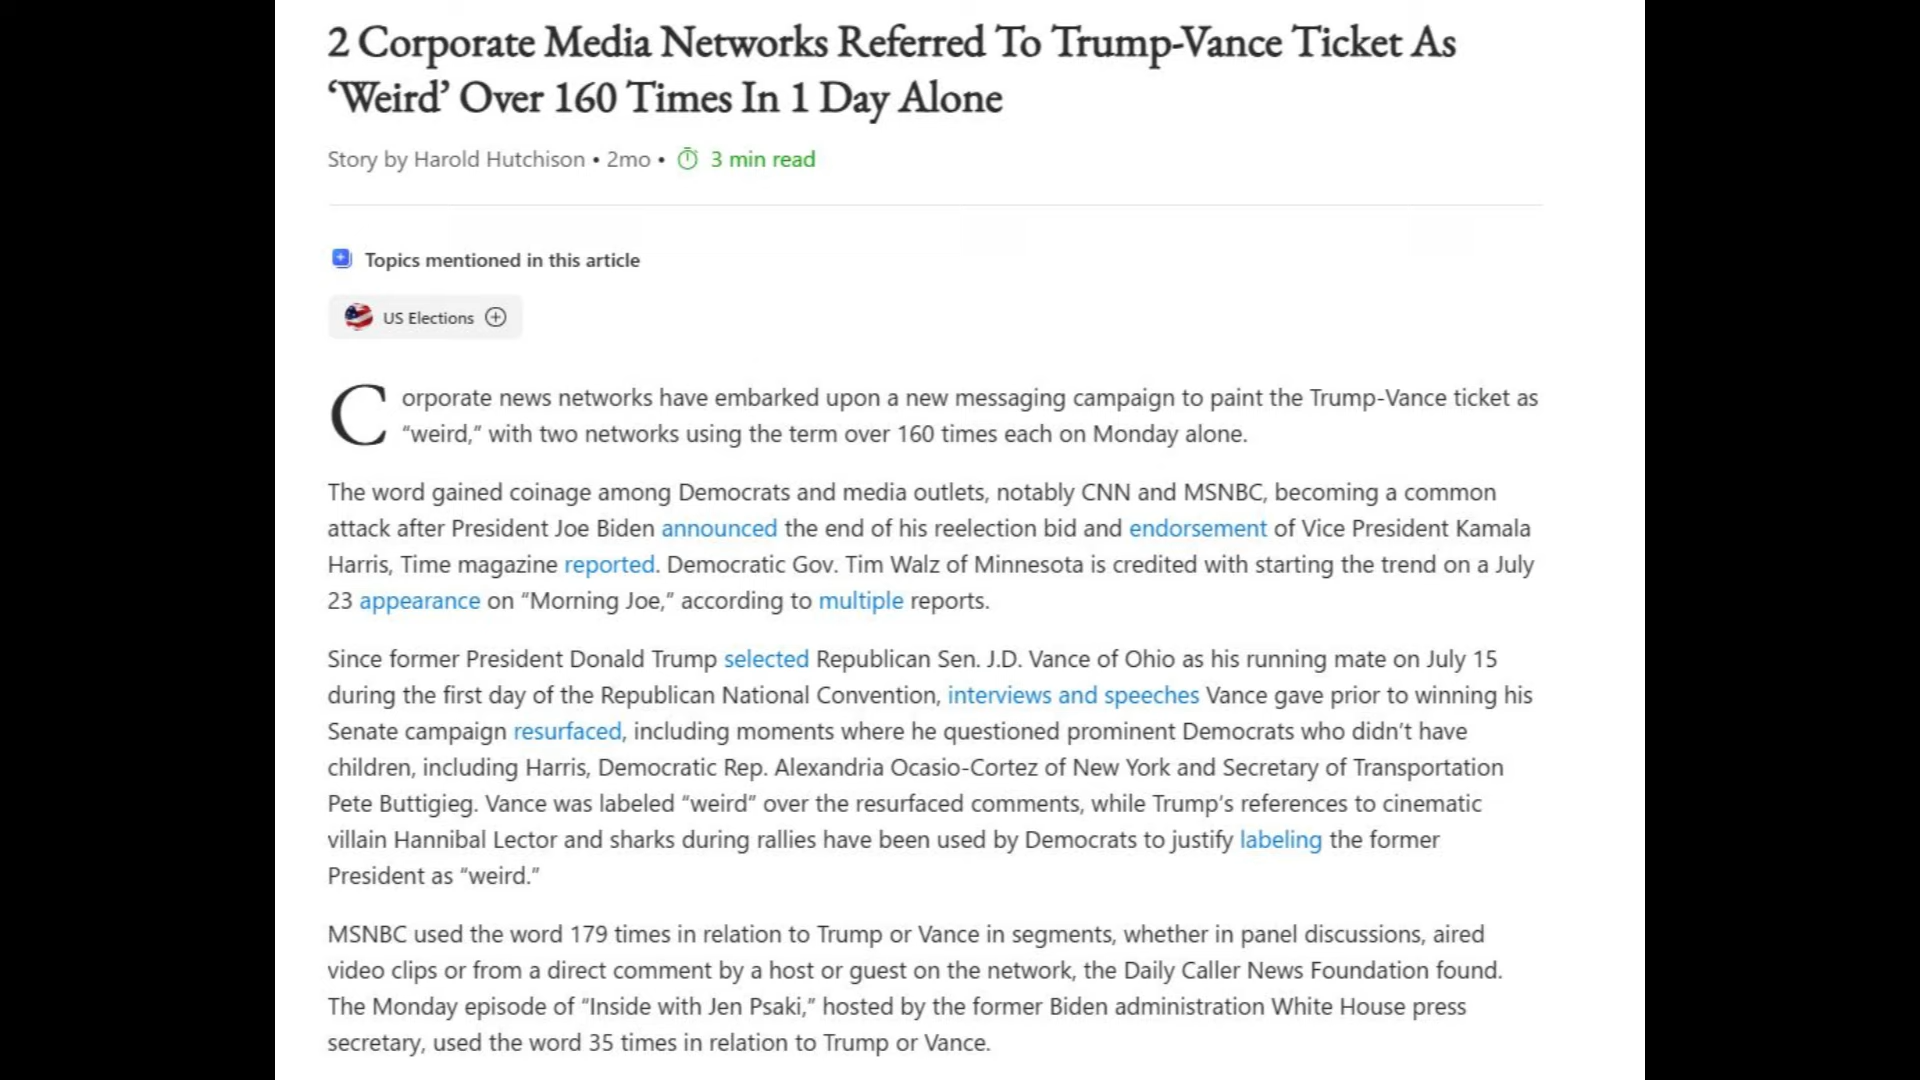 2 Corporate Media Networks Referred To Trump-Vance Ticket As
‘Weird’ Over 160 Times In 1 Day Alone
Story by Harold Hutchison • 2mo • 3 min read
Topics mentioned in this article
US Elections
Corporate news networks have embarked upon a new messaging campaign to paint the Trump-Vance ticket as
“weird,” with two networks using the term over 160 times each on Monday alone.
The word gained coinage among Democrats and media outlets, notably CNN and MSNBC, becoming a common
attack after President Joe Biden announced the end of his reelection bid and endorsement of Vice President Kamala
Harris, Time magazine reported. Democratic Gov. Tim Walz of Minnesota is credited with starting the trend on a July
23 appearance on “Morning Joe,” according to multiple reports.
Since former President Donald Trump selected Republican Sen. J.D. Vance of Ohio as his running mate on July 15
during the first day of the Republican National Convention, interviews and speeches Vance gave prior to winning his
Senate campaign resurfaced, including moments where he questioned prominent Democrats who didn’t have
children, including Harris, Democratic Rep. Alexandria Ocasio-Cortez of New York and Secretary of Transportation
Pete Buttigieg. Vance was labeled “weird” over the resurfaced comments, while Trump’s references to cinematic
villain Hannibal Lector and sharks during rallies have been used by Democrats to justify labeling the former
President as “weird.”
MSNBC used the word 179 times in relation to Trump or Vance in segments, whether in panel discussions, aired
video clips or from a direct comment by a host or guest on the network, the Daily Caller News Foundation found.
The Monday episode of “Inside with Jen Psaki,” hosted by the former Biden administration White House press
secretary, used the word 35 times in relation to Trump or Vance.